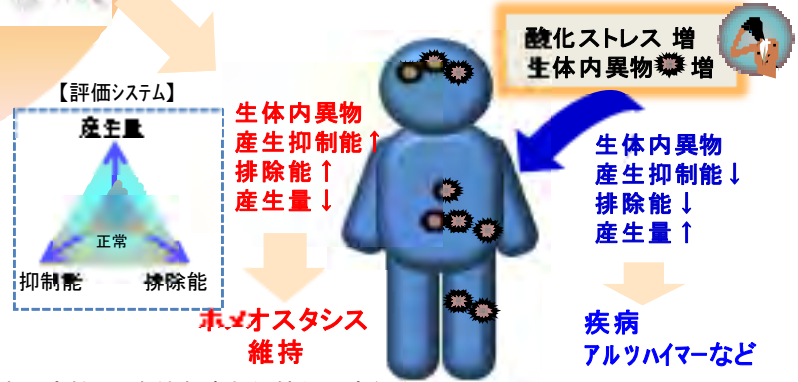 酸化ストレス 増
生体内異物 増
【評価システム】
産生量
正常
抑制能
排除能
生体内異物
産生抑制能↑
排除能↑
産生量↓
ホメオスタシス
維持
生体内異物
産生抑制能↓
排除能↓
産生量↑
疾病
アルツハイマーなど